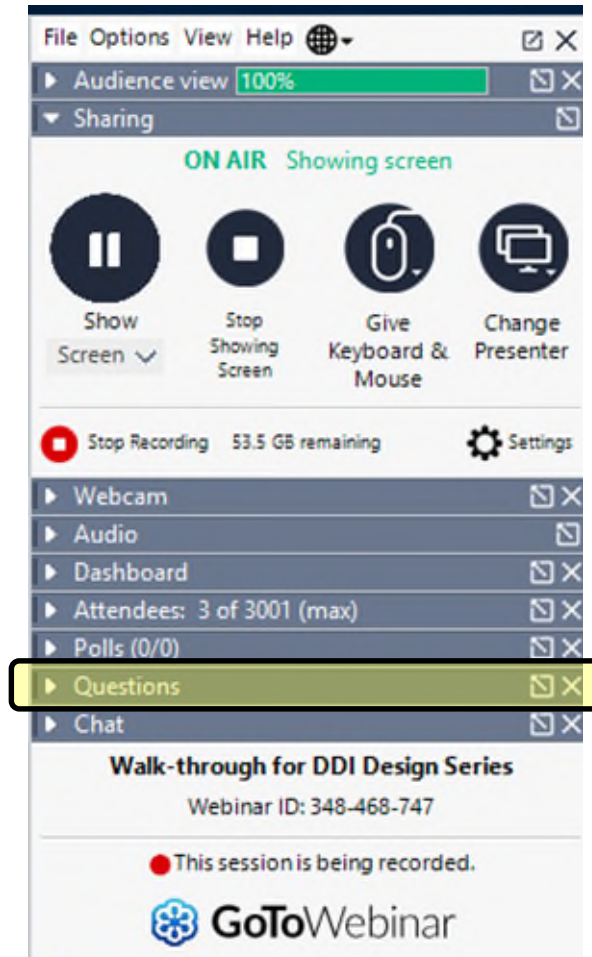 File Options View Help
Audience view 100%
Sharing
ON AIR Showing screen
Show
Screen
Stop
Showing
Screen
Give
Keyboard &
Mouse
Change
Presenter
Stop Recording 53.5 GB remaining Settings
Webcam
Audio
Dashboard
Attendees: 3 of 3001 (max)
Polls (0/0)
Questions
Chat
Walk-through for DDI Design Series
Webinar ID: 348-468-747
This session is being recorded.
GoToWebinar